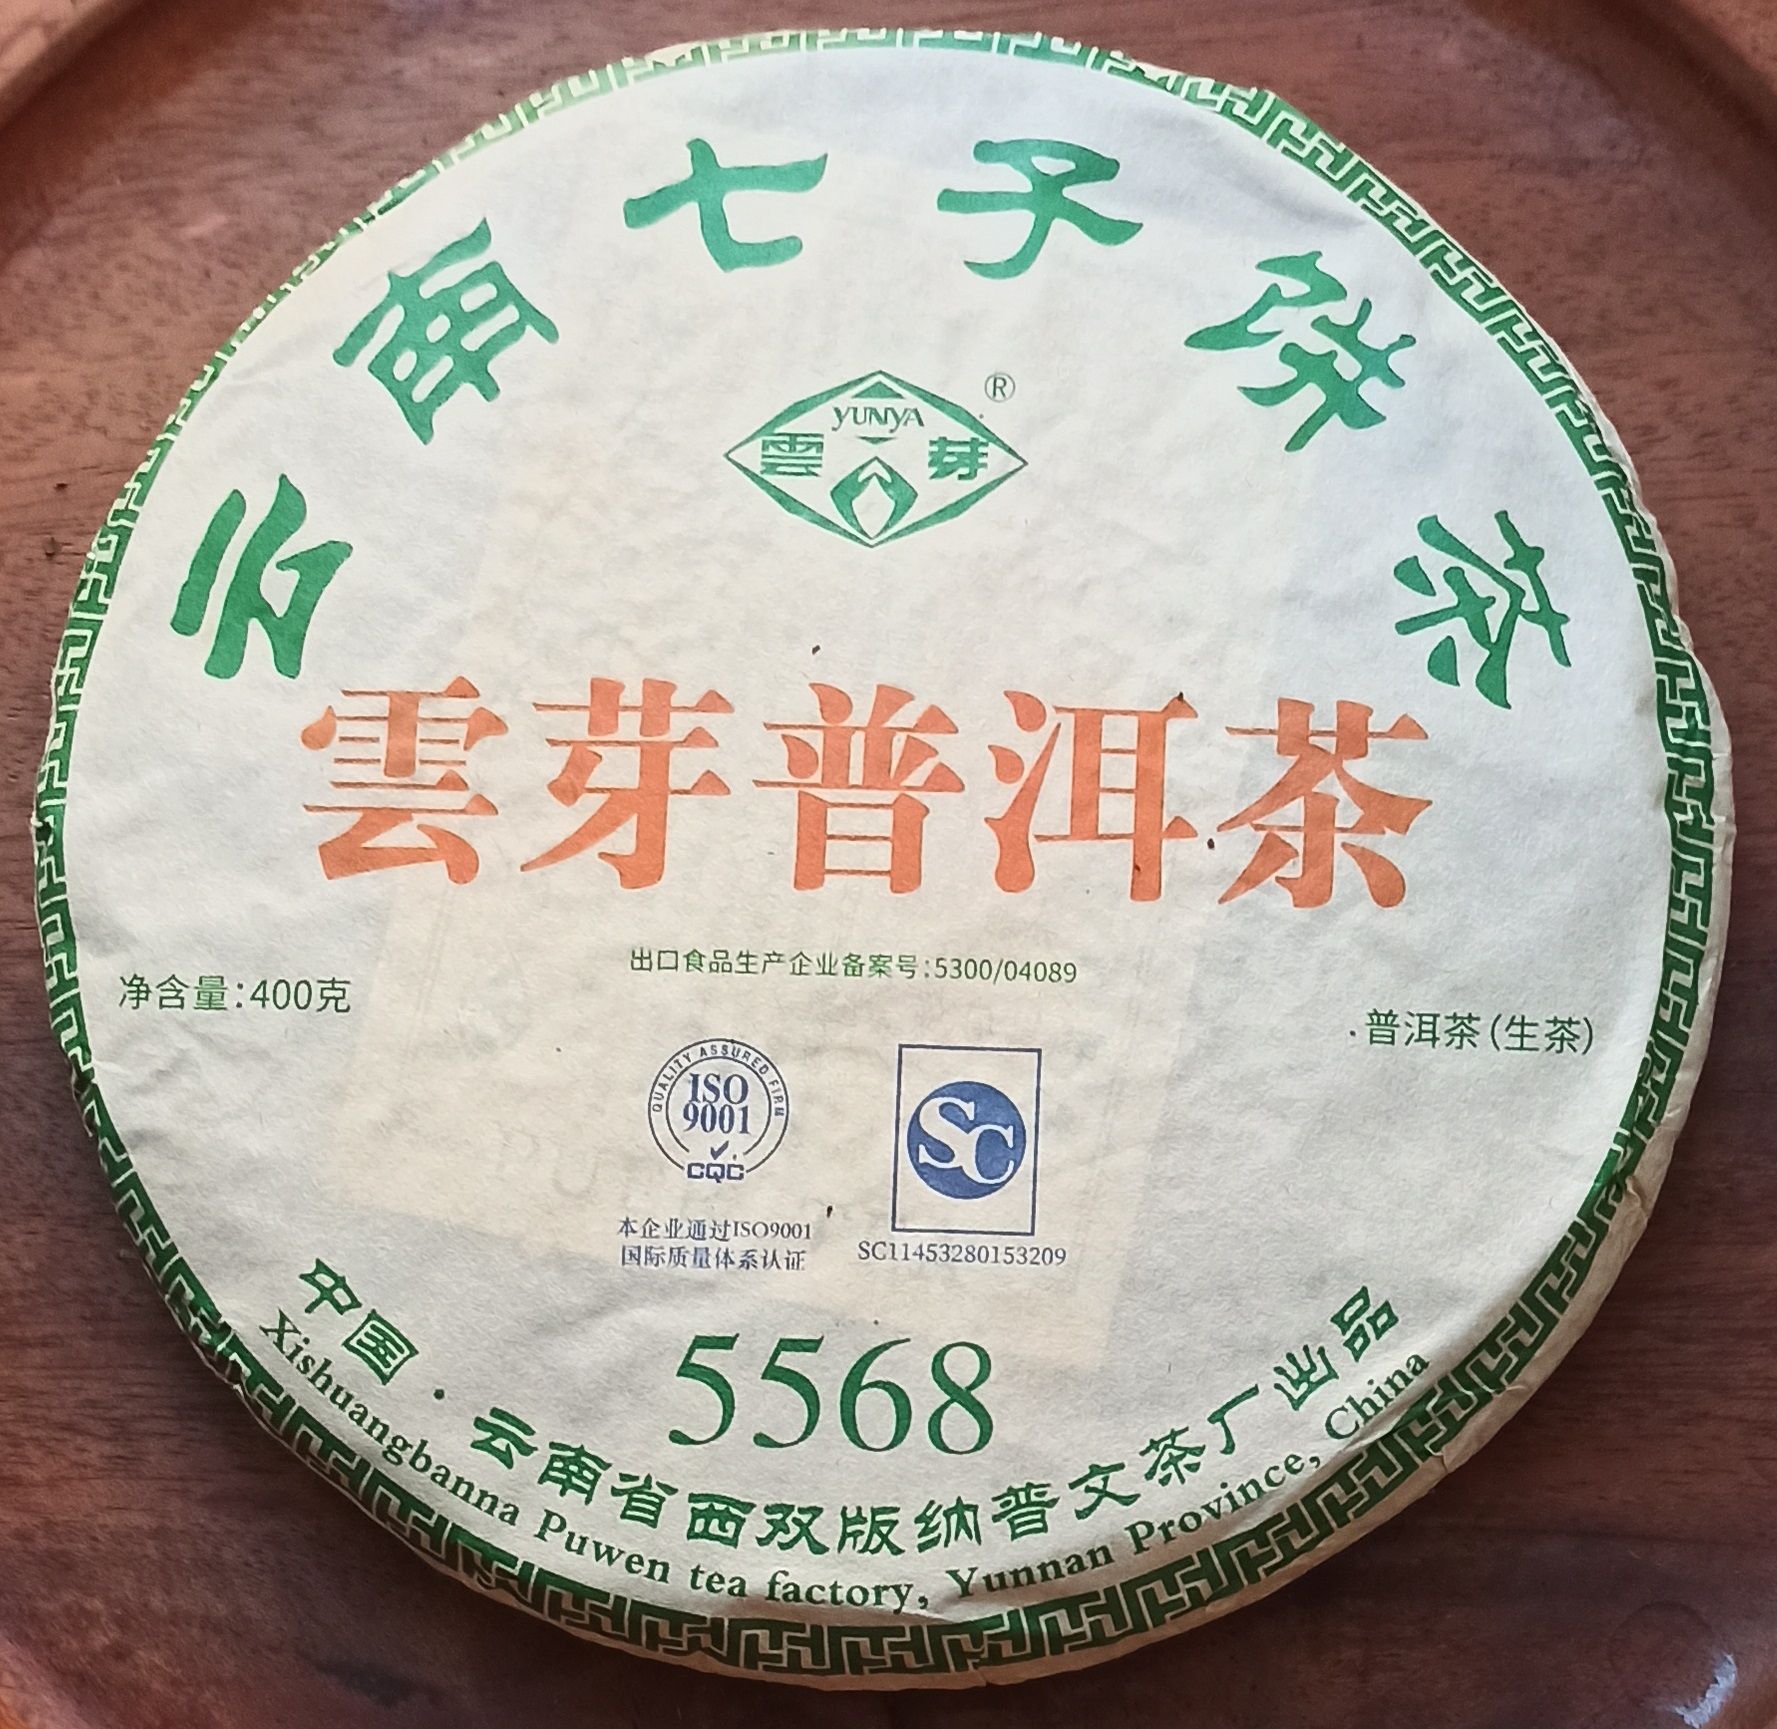 云南七子饼茶
YUNYA
®
雲芽
雲芽普洱茶
出口食品生产企业备案号:5300/04089
净含量:400克
普洱茶(生茶)
QUALITY ASSURED FIRM
ISO
9001
CQC
SC
本企业通过ISO9001
国际质量体系认证
SC11453280153209
5568
中国·云南省西双版纳普文茶厂出品
Xishuangbanna Puwen tea factory, Yunnan Province, China